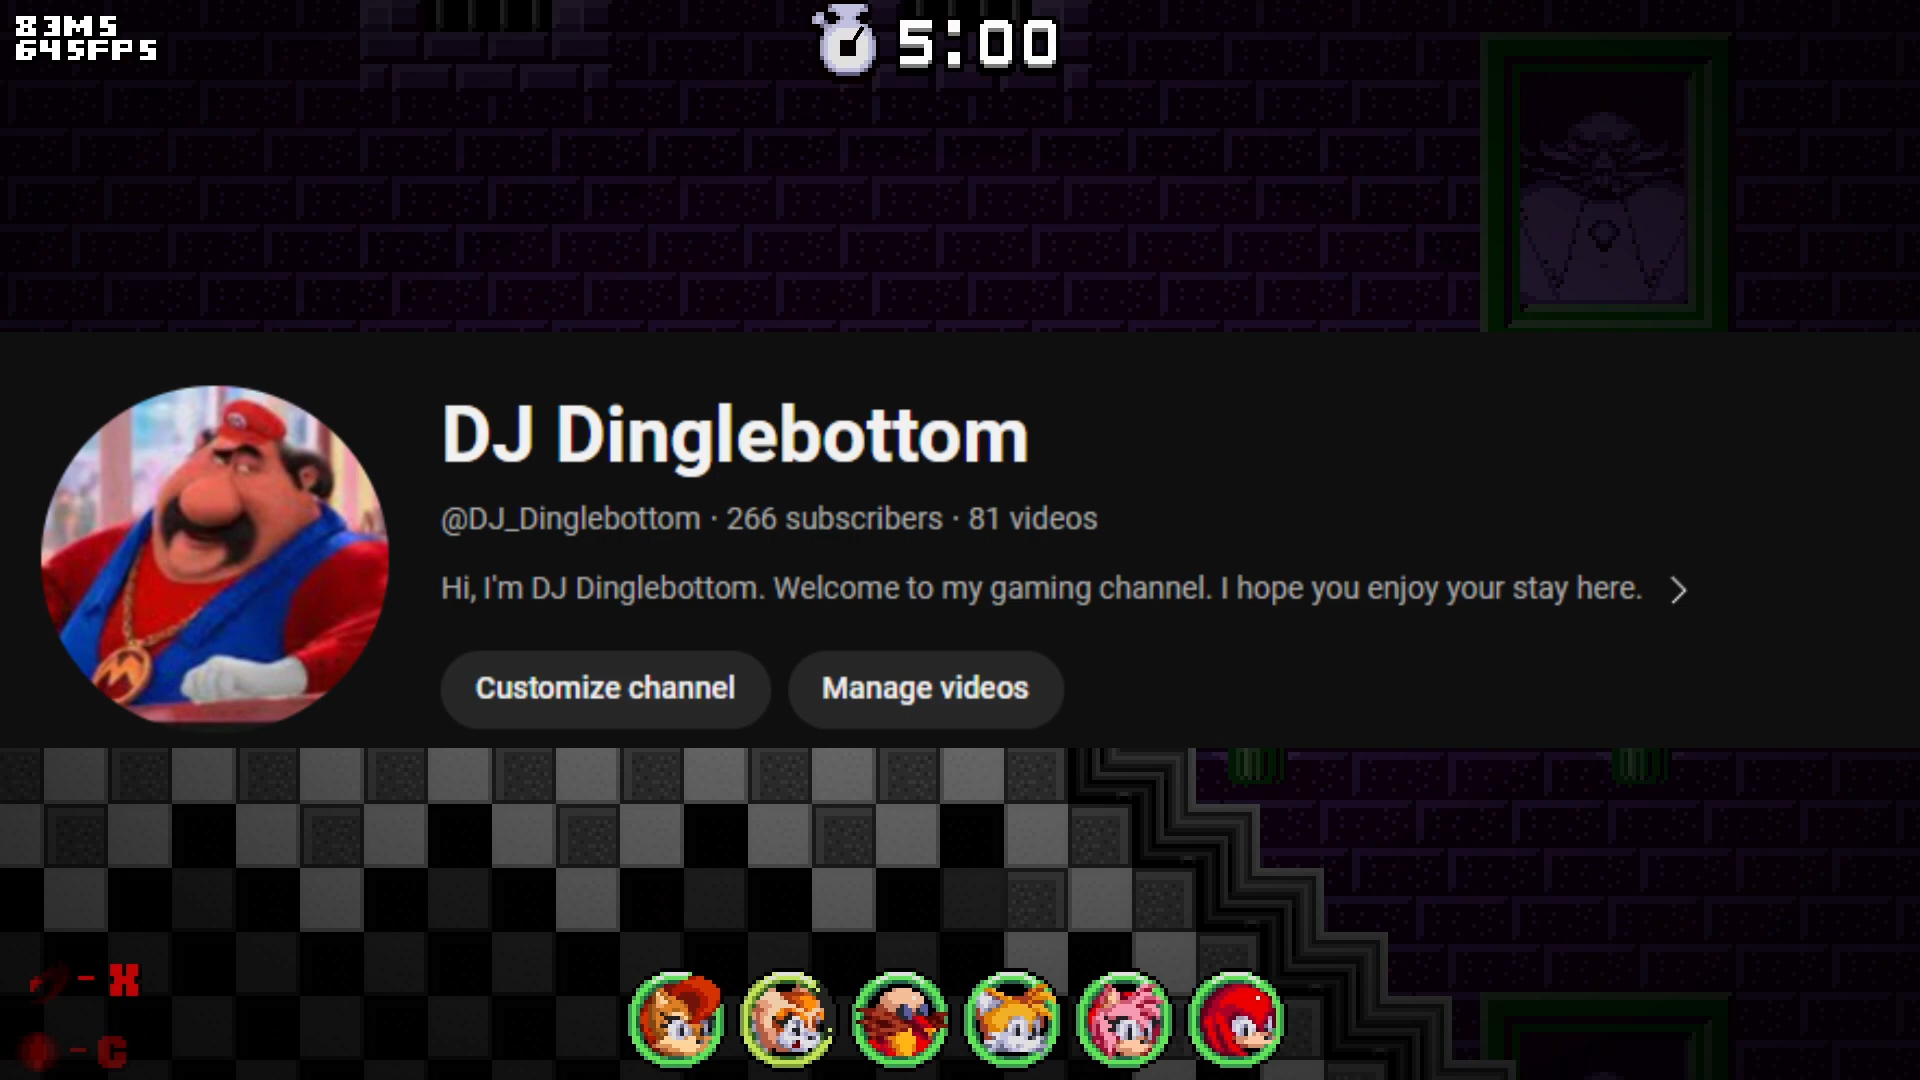 83MS
645FPS
5:00
DJ Dinglebottom
@DJ_Dinglebottom · 266 subscribers · 81 videos
Hi, I'm DJ Dinglebottom. Welcome to my gaming channel. I hope you enjoy your stay here.
Customize channel
Manage videos
- X
- C